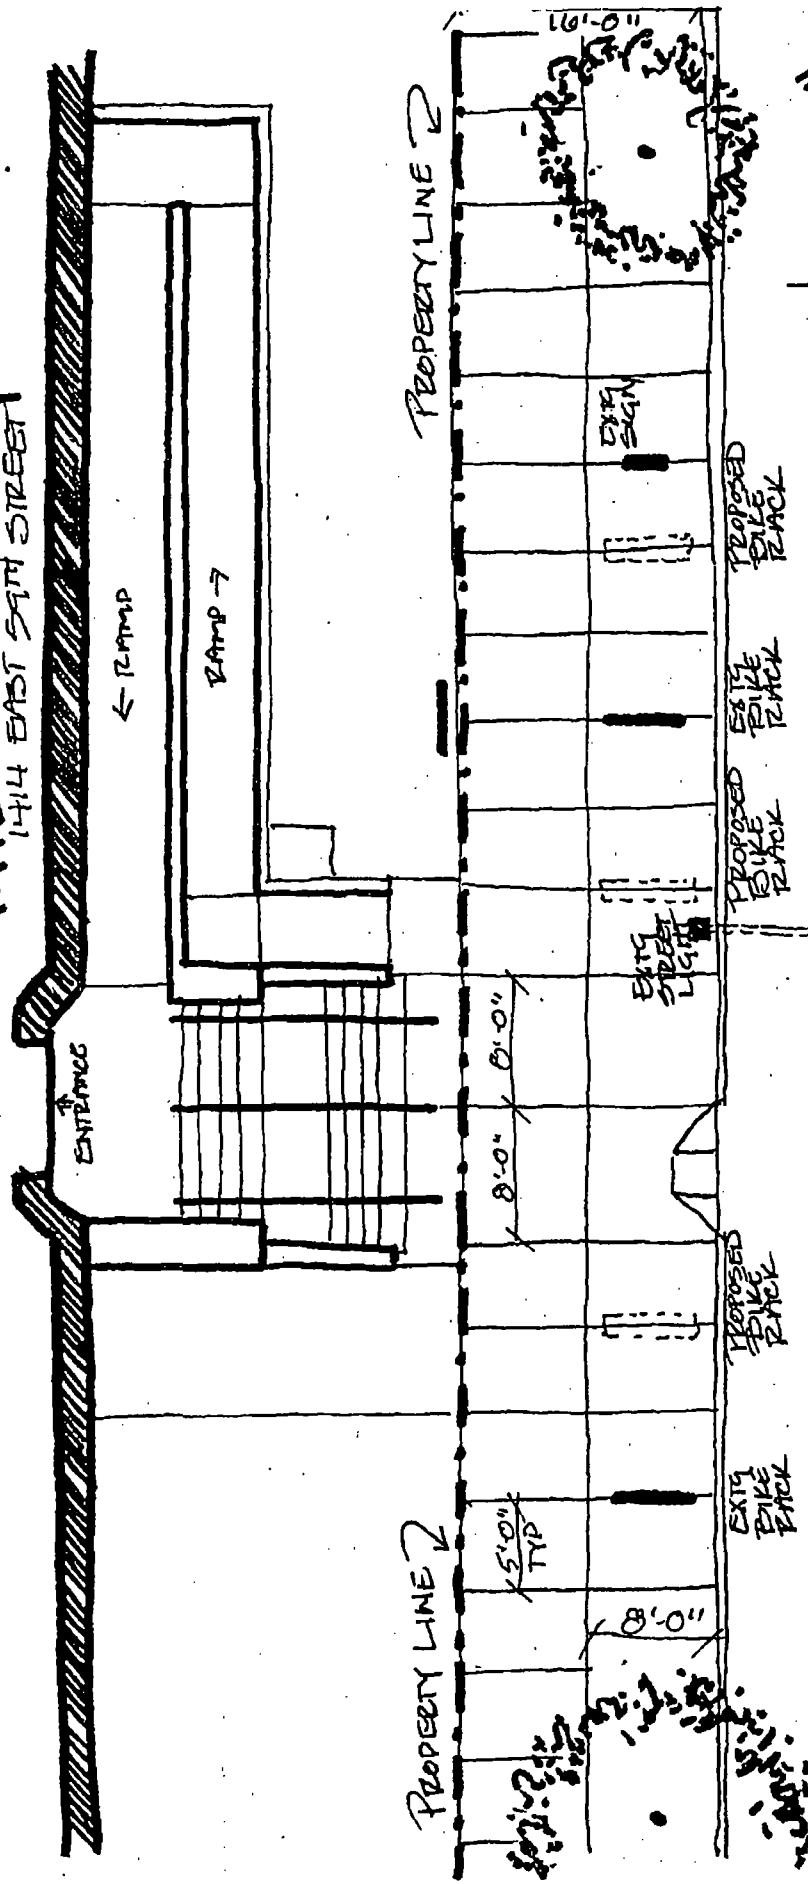 1414 EAST 59TH STREET
← RAMP
RAMP →
ENTRANCE
PROPERTY LINE
PROPERTY LINE
16'-0"
EXTG
SIGN
PROPOSED
BIKE
RACK
EXTG
BIKE
RACK
PROPOSED
BIKE
RACK
EXTG
STREET
LIGHT
8'-0"
8'-0"
PROPOSED
BIKE
RACK
EXTG
BIKE
RACK
5'-0"
TYP
8'-0"